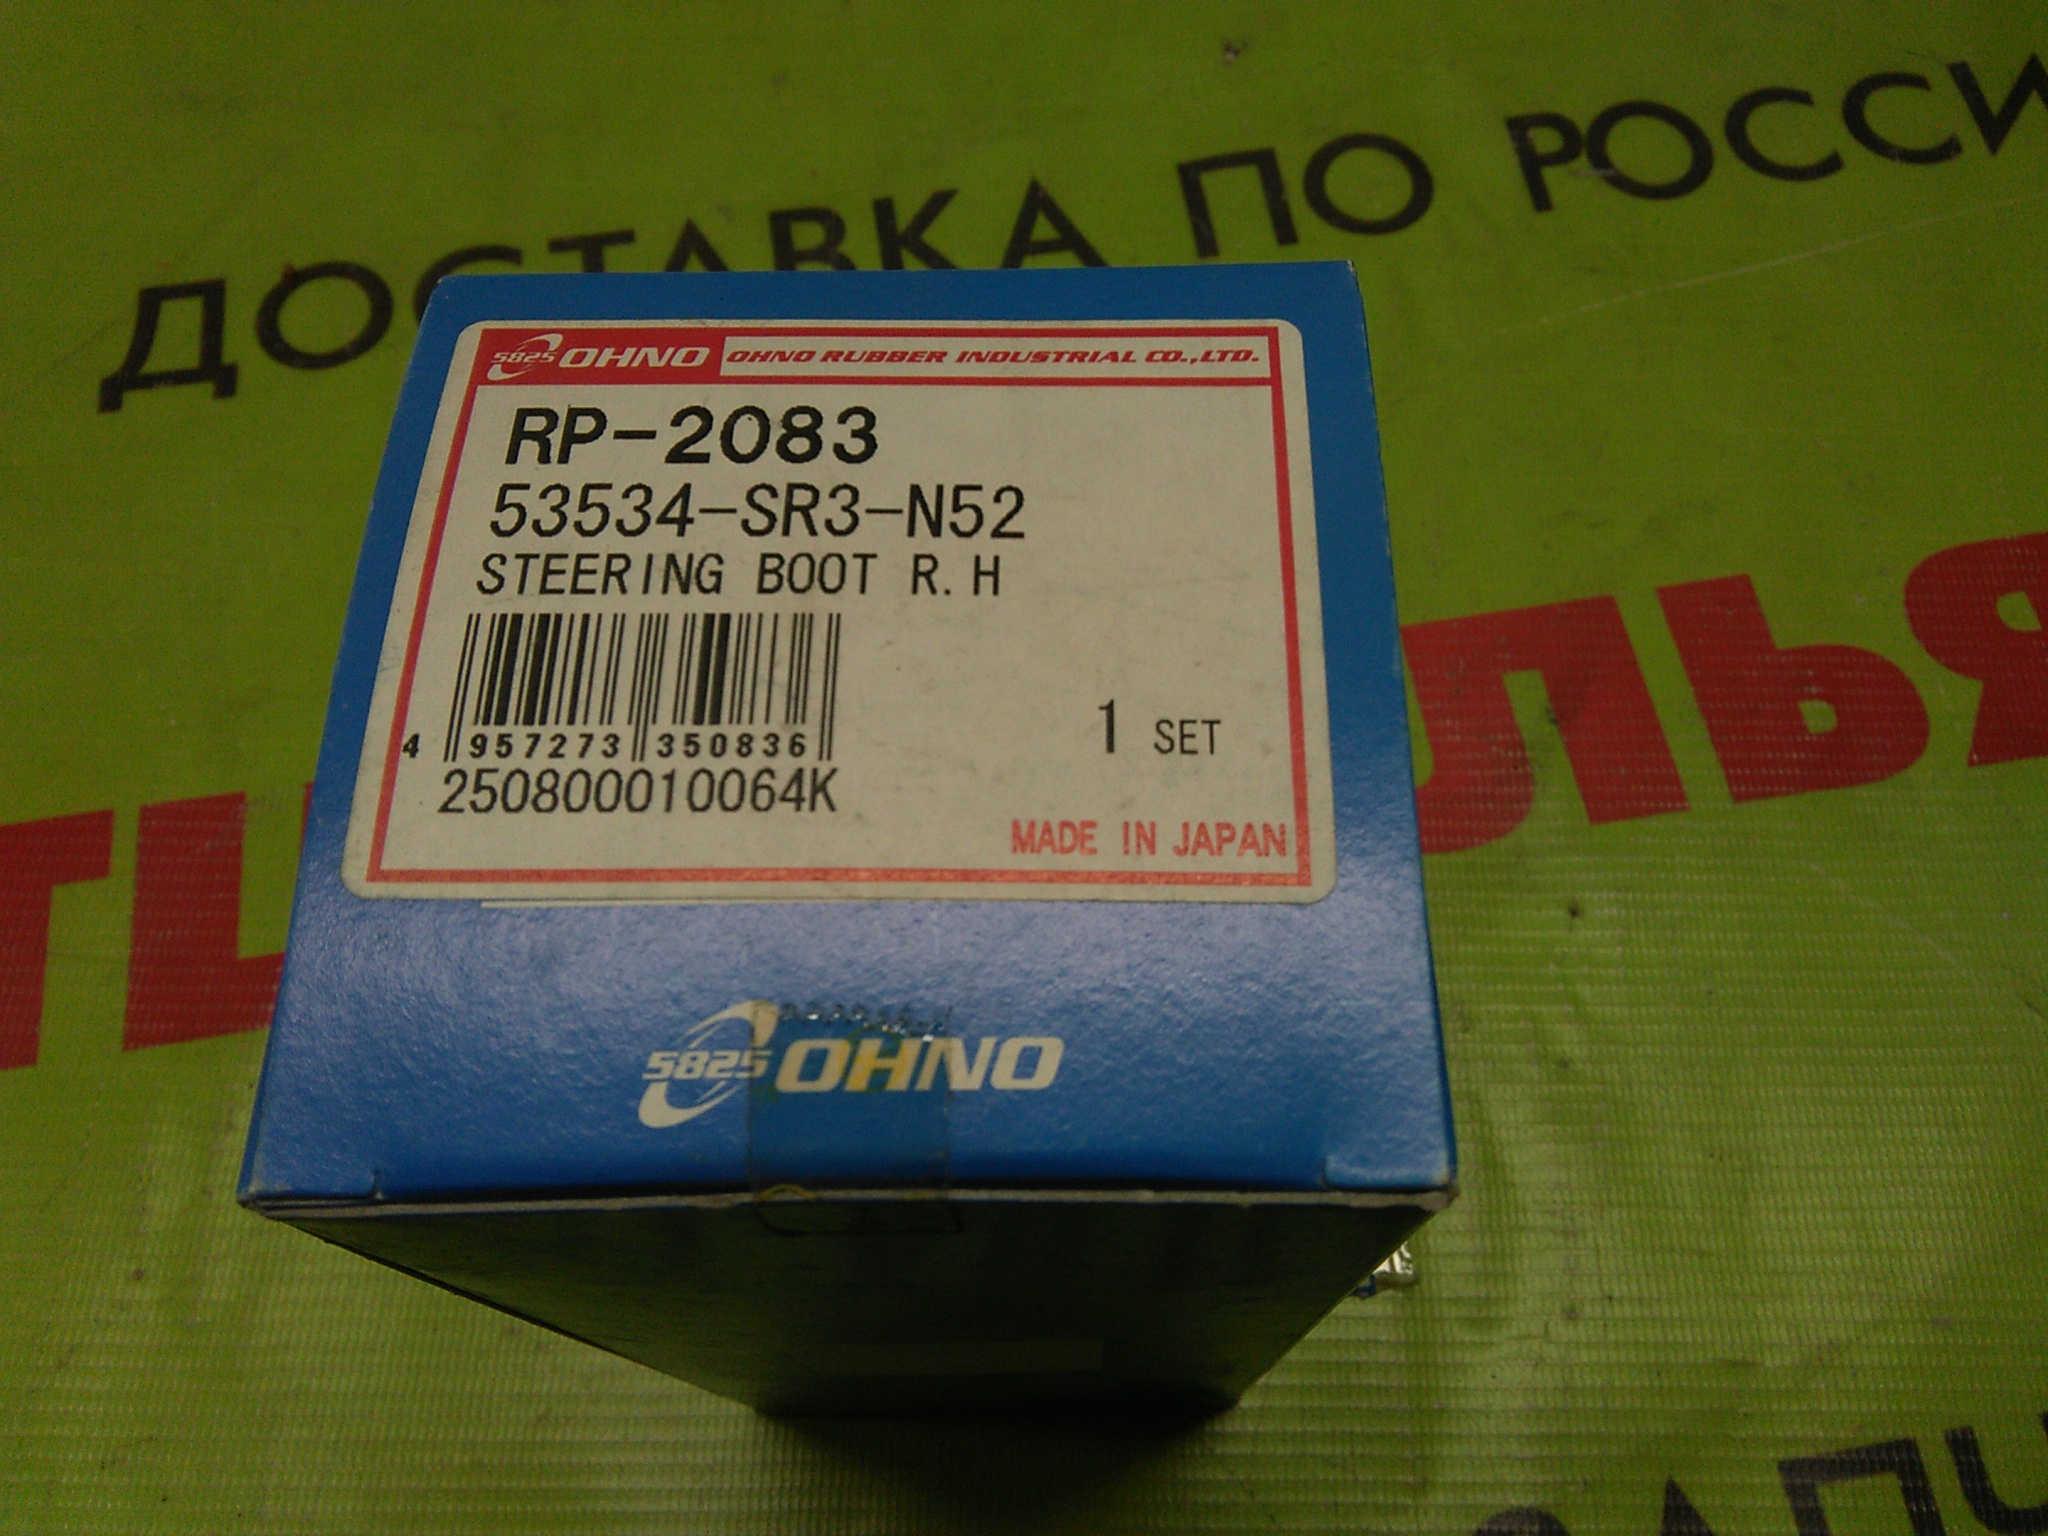 ДОСТАВКА ПО РОССИ
5825 OHNO OHNO RUBBER INDUSTRIAL CO.,LTD.
RP-2083
53534-SR3-N52
STEERING BOOT R.H
4 957273 350836
1 SET
250800010064K
MADE IN JAPAN
5825 OHNO